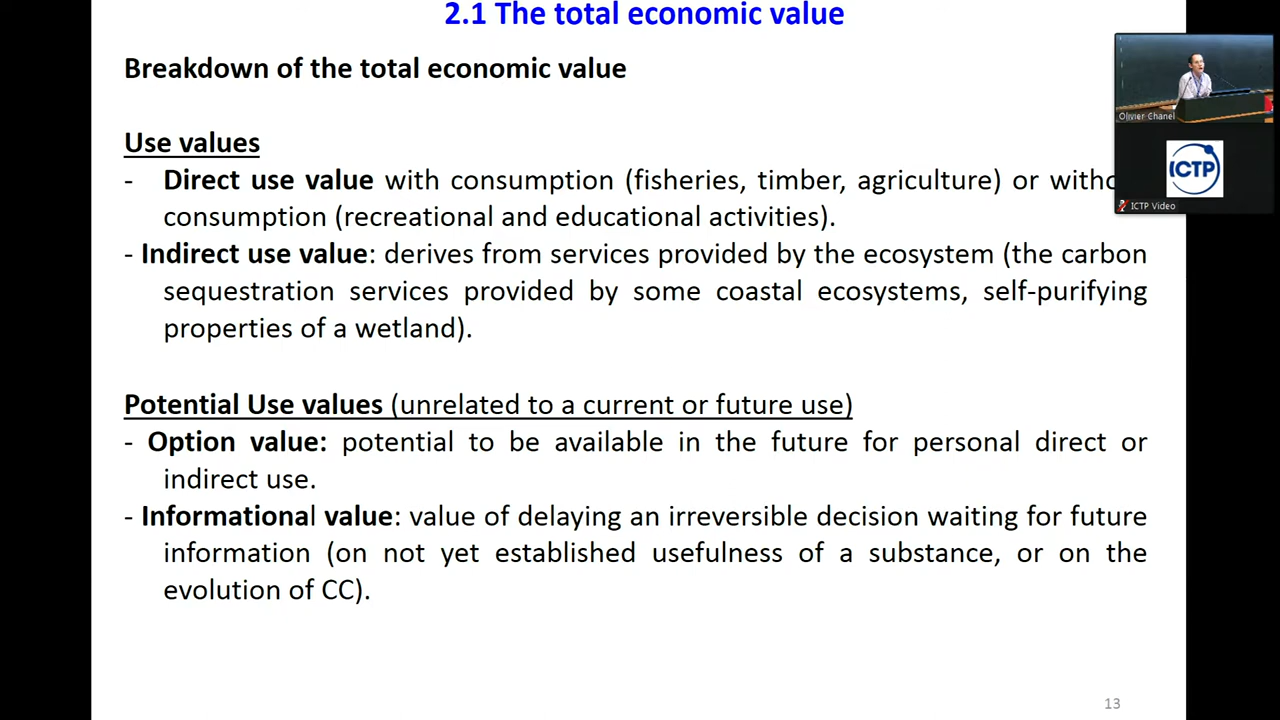 2.1 The total economic value
Breakdown of the total economic value
Use values
- Direct use value with consumption (fisheries, timber, agriculture) or
consumption (recreational and educational activities).
- Indirect use value: derives from services provided by the ecosystem (the carbon
sequestration services provided by some coastal ecosystems, self-purifying
properties of a wetland).
Potential Use values (unrelated to a current or future use)
- Option value: potential to be available in the future for personal direct or
indirect use.
- Informational value: value of delaying an irreversible decision waiting for future
information (on not yet established usefulness of a substance, or on the
evolution of CC).
13
Olivier Chanel
ICTP
ICTP Video